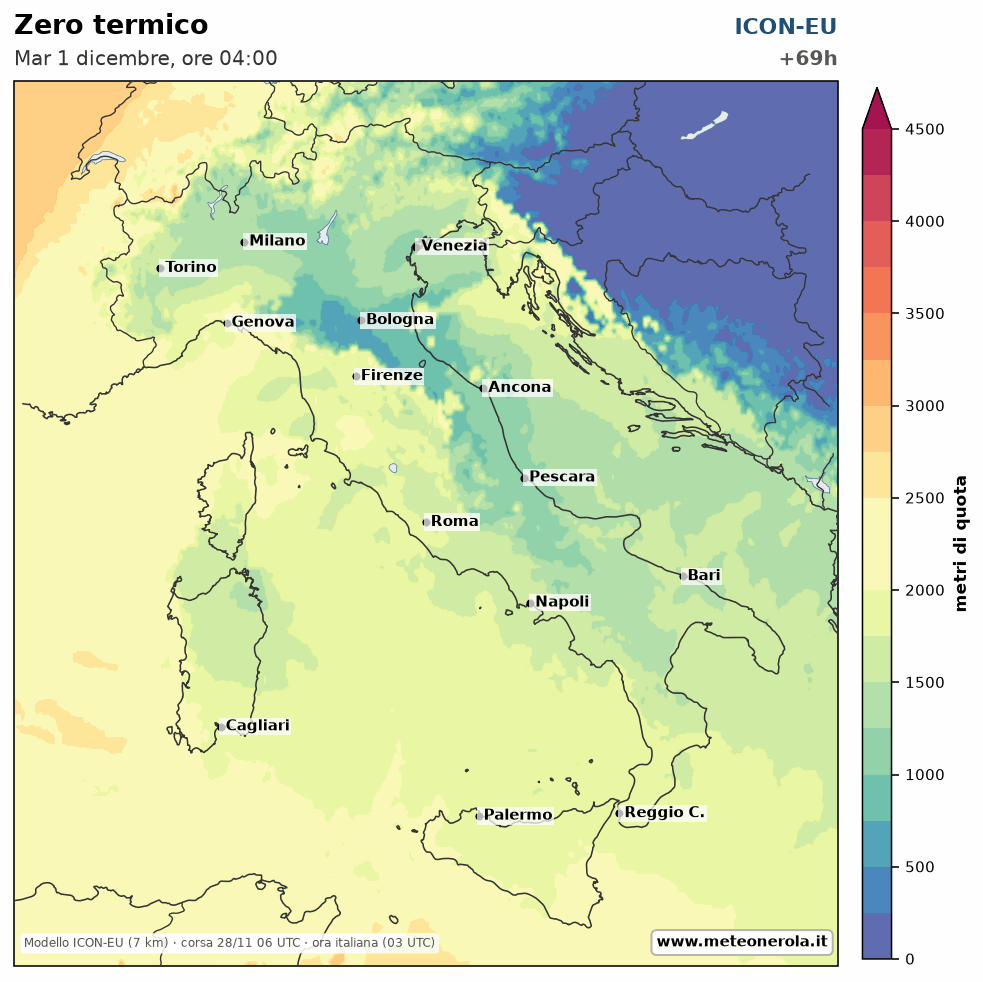 Zero termico
ICON-EU
Mar 1 dicembre, ore 04:00
+69h
Milano
Venezia
Torino
Genova
Bologna
Firenze
Ancona
Pescara
Roma
Bari
Napoli
Cagliari
Palermo
Reggio C.
4500
4000
3500
3000
2500
2000
1500
1000
500
0
metri di quota
Modello ICON-EU (7 km) · corsa 28/11 06 UTC · ora italiana (03 UTC)
www.meteonerola.it